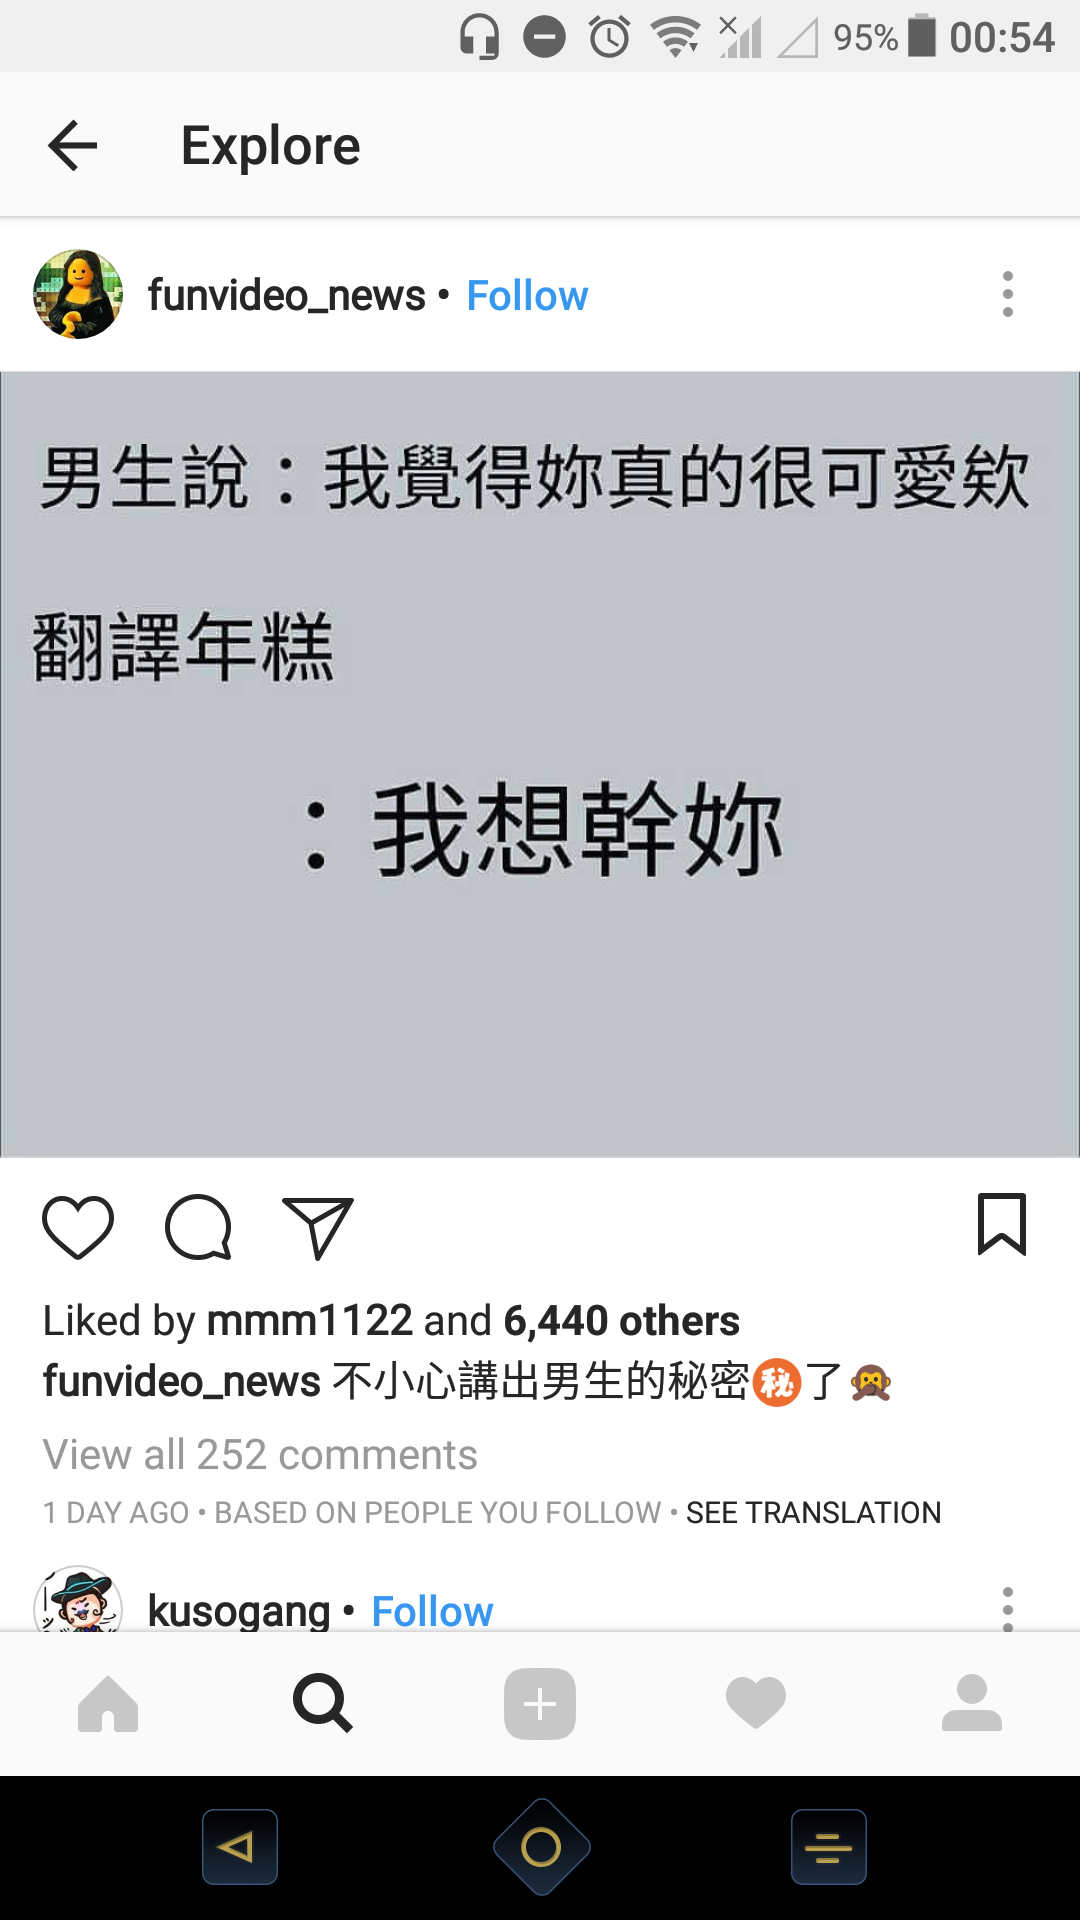 95% 00:54
Explore
funvideo_news • Follow
男生說：我覺得妳真的很可愛欸
翻譯年糕
：我想幹妳
Liked by mmm1122 and 6,440 others
funvideo_news 不小心講出男生的秘密㊙了🙊
View all 252 comments
1 DAY AGO • BASED ON PEOPLE YOU FOLLOW • SEE TRANSLATION
kusogang • Follow